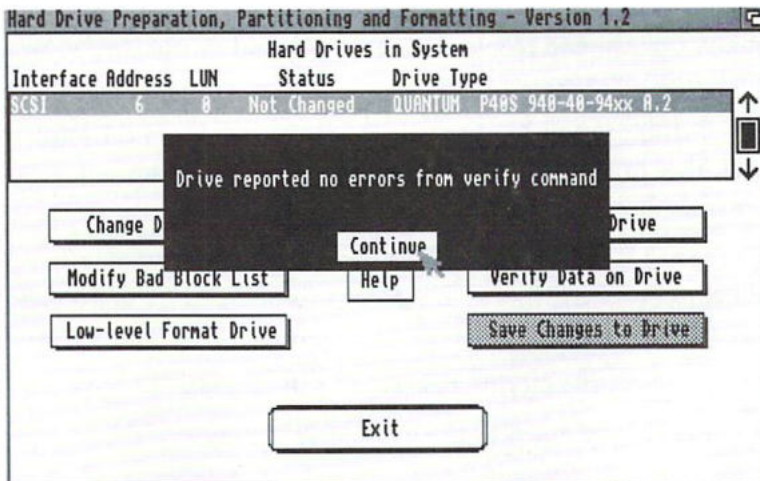 Hard Drive Preparation, Partitioning and Formatting - Version 1.2
Hard Drives in System
Interface Address LUN Status Drive Type
SCSI 6 0 Not Changed QUANTUM P40S 940-40-94xx A.2
Drive reported no errors from verify command
Continue
Change D
Drive
Modify Bad Block List
Help
Verify Data on Drive
Low-level Format Drive
Save Changes to Drive
Exit